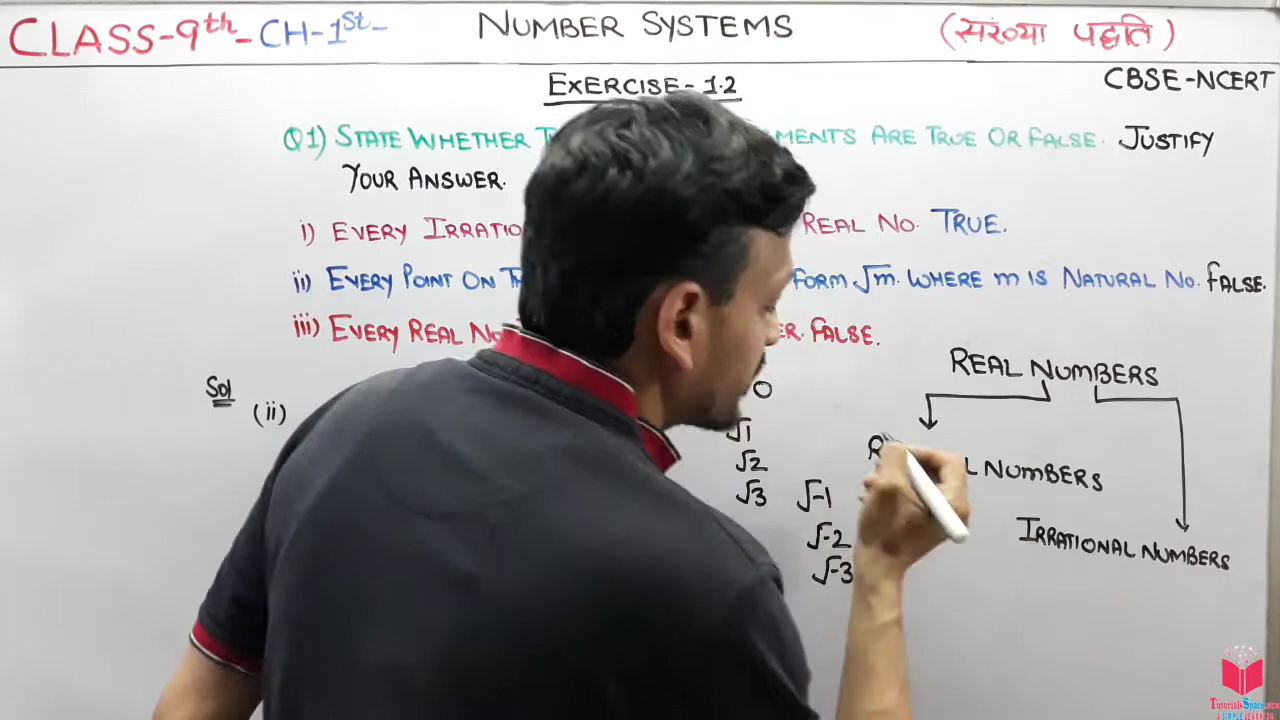 CLASS-9th-CH-1st- NUMBER SYSTEMS (संख्या पद्धति)
EXERCISE-1.2 CBSE-NCERT
Q1) STATE WHETHER T MENTS ARE TRUE OR FALSE. JUSTIFY
YOUR ANSWER.
i) EVERY IRRATIO REAL NO. TRUE.
ii) EVERY POINT ON T FORM √m. WHERE m IS NATURAL NO. FALSE.
iii) EVERY REAL NO ER. FALSE.
Sol
(ii)
0
√1
√2
√3
√-1
√-2
√-3
REAL NUMBERS
R L NUMBERS
IRRATIONAL NUMBERS
TutorialsSpace.com